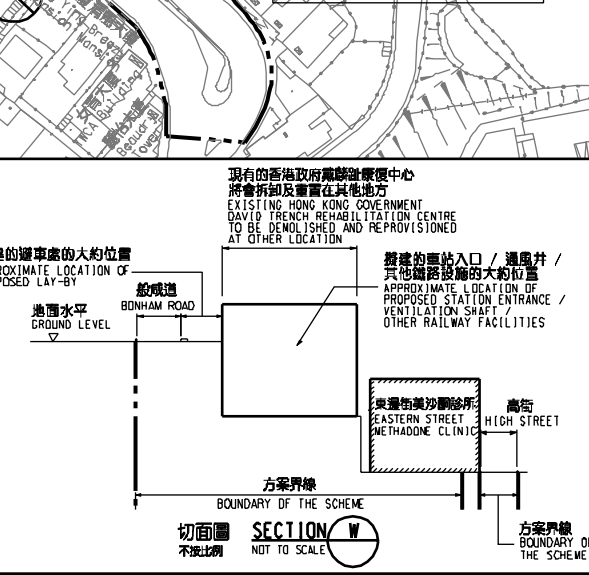 女青大廈
YWCA Building
Tower
現有的香港政府戴麟趾康復中心
將會拆卸及重置在其他地方
EXISTING HONG KONG GOVERNMENT
DAVID TRENCH REHABILITATION CENTRE
TO BE DEMOLISHED AND REPROVISIONED
AT OTHER LOCATION
的避車處的大約位置
LOCATION OF
LAY-BY
擬建的車站入口 / 通風井 /
其他鐵路設施的大約位置
APPROXIMATE LOCATION OF
PROPOSED STATION ENTRANCE /
VENTILATION SHAFT /
OTHER RAILWAY FACILITIES
般咸道
BONHAM ROAD
地面水平
GROUND LEVEL
東邊街美沙酮診所
EASTERN STREET
METHADONE CLINIC
高街
HIGH STREET
方案界線
BOUNDARY OF THE SCHEME
切面圖
不按比例
SECTION W
NOT TO SCALE
方案界線
BOUNDARY
THE SCHEME